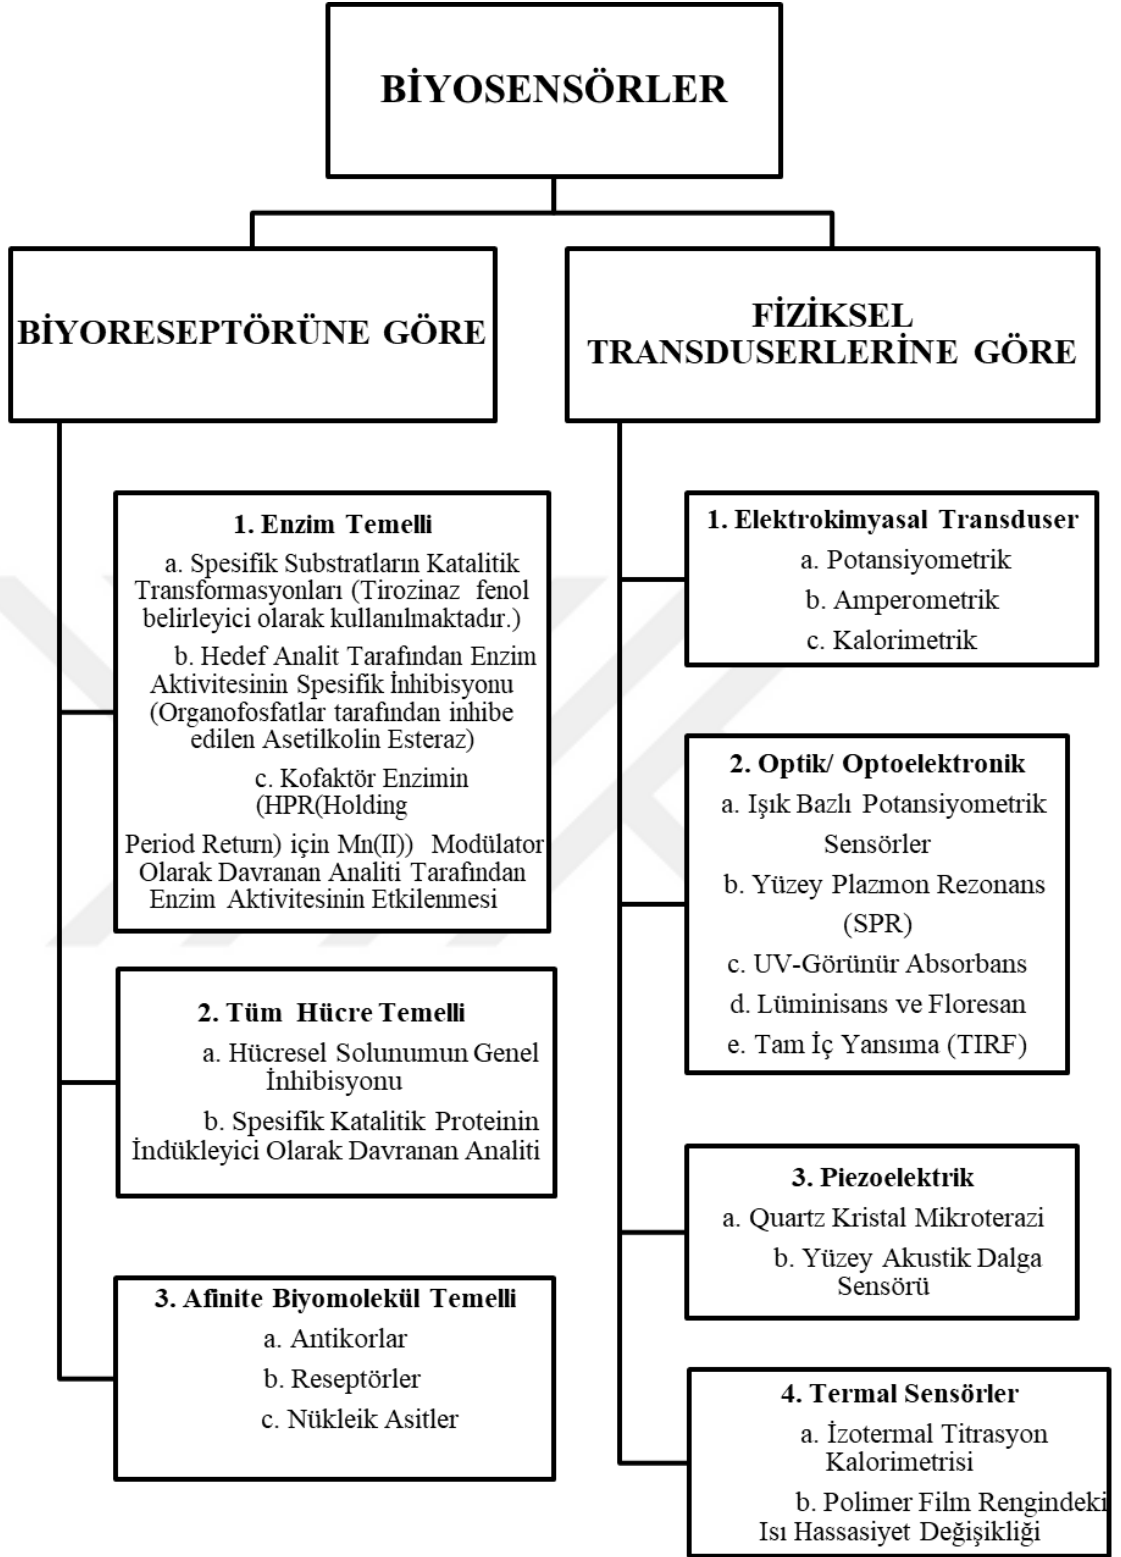 BİYOSENSÖRLER
BİYORESEPTÖRÜNE GÖRE
1. Enzim Temelli
a. Spesifik Substratların Katalitik
Transformasyonları (Tirozinaz fenol
belirleyici olarak kullanılmaktadır.)
b. Hedef Analit Tarafından Enzim
Aktivitesinin Spesifik İnhibisyonu
(Organofosfatlar tarafından inhibe
edilen Asetilkolin Esteraz)
c. Kofaktör Enzimin
(HPR(Holding
Period Return) için Mn(II)) Modülator
Olarak Davranan Analiti Tarafından
Enzim Aktivitesinin Etkilenmesi
2. Tüm Hücre Temelli
a. Hücresel Solunumun Genel
İnhibisyonu
b. Spesifik Katalitik Proteinin
İndükleyici Olarak Davranan Analiti
3. Afinite Biyomolekül Temelli
a. Antikorlar
b. Reseptörler
c. Nükleik Asitler
FİZİKSEL
TRANSDUSERLERİNE GÖRE
1. Elektrokimyasal Transduser
a. Potansiyometrik
b. Amperometrik
c. Kalorimetrik
2. Optik/ Optoelektronik
a. Işık Bazlı Potansiyometrik
Sensörler
b. Yüzey Plazmon Rezonans
(SPR)
c. UV-Görünür Absorbans
d. Lüminisans ve Floresan
e. Tam İç Yansıma (TIRF)
3. Piezoelektrik
a. Quartz Kristal Mikroterazi
b. Yüzey Akustik Dalga
Sensörü
4. Termal Sensörler
a. İzotermal Titrasyon
Kalorimetrisi
b. Polimer Film Rengindeki
Isı Hassasiyet Değişikliği